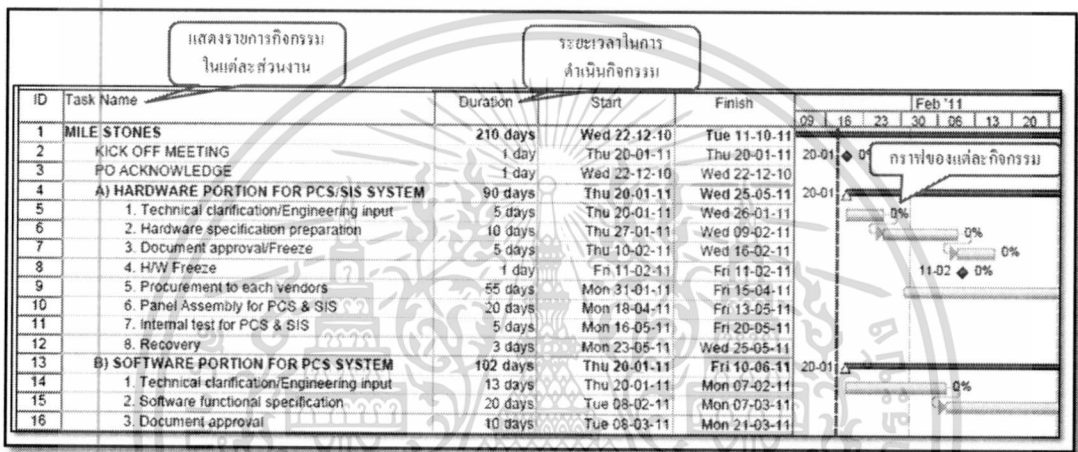 แสดงรายการกิจกรรม
ในแต่ละส่วนงาน
ระยะเวลาในการ
ดำเนินกิจกรรม
ID Task Name Duration Start Finish Feb '11
09 16 23 30 06 13 20
1 MILE STONES 210 days Wed 22-12-10 Tue 11-10-11
2 KICK OFF MEETING 1 day Thu 20-01-11 Thu 20-01-11 20-01 0%
กราฟของแต่ละกิจกรรม
3 PO ACKNOWLEDGE 1 day Wed 22-12-10 Wed 22-12-10
4 A) HARDWARE PORTION FOR PCS/SIS SYSTEM 90 days Thu 20-01-11 Wed 25-05-11 20-01
5 1. Technical clarification/Engineering input 5 days Thu 20-01-11 Wed 26-01-11 0%
6 2. Hardware specification preparation 10 days Thu 27-01-11 Wed 09-02-11 0%
7 3. Document approval/Freeze 5 days Thu 10-02-11 Wed 16-02-11 0%
8 4. H/W Freeze 1 day Fri 11-02-11 Fri 11-02-11 11-02 0%
9 5. Procurement to each vendors 55 days Mon 31-01-11 Fri 15-04-11
10 6. Panel Assembly for PCS & SIS 20 days Mon 18-04-11 Fri 13-05-11
11 7. Internal test for PCS & SIS 5 days Mon 16-05-11 Fri 20-05-11
12 8. Recovery 3 days Mon 23-05-11 Wed 25-05-11
13 B) SOFTWARE PORTION FOR PCS SYSTEM 102 days Thu 20-01-11 Fri 10-06-11 20-01
14 1. Technical clarification/Engineering input 13 days Thu 20-01-11 Mon 07-02-11 0%
15 2. Software functional specification 20 days Tue 08-02-11 Mon 07-03-11
16 3. Document approval 10 days Tue 08-03-11 Mon 21-03-11